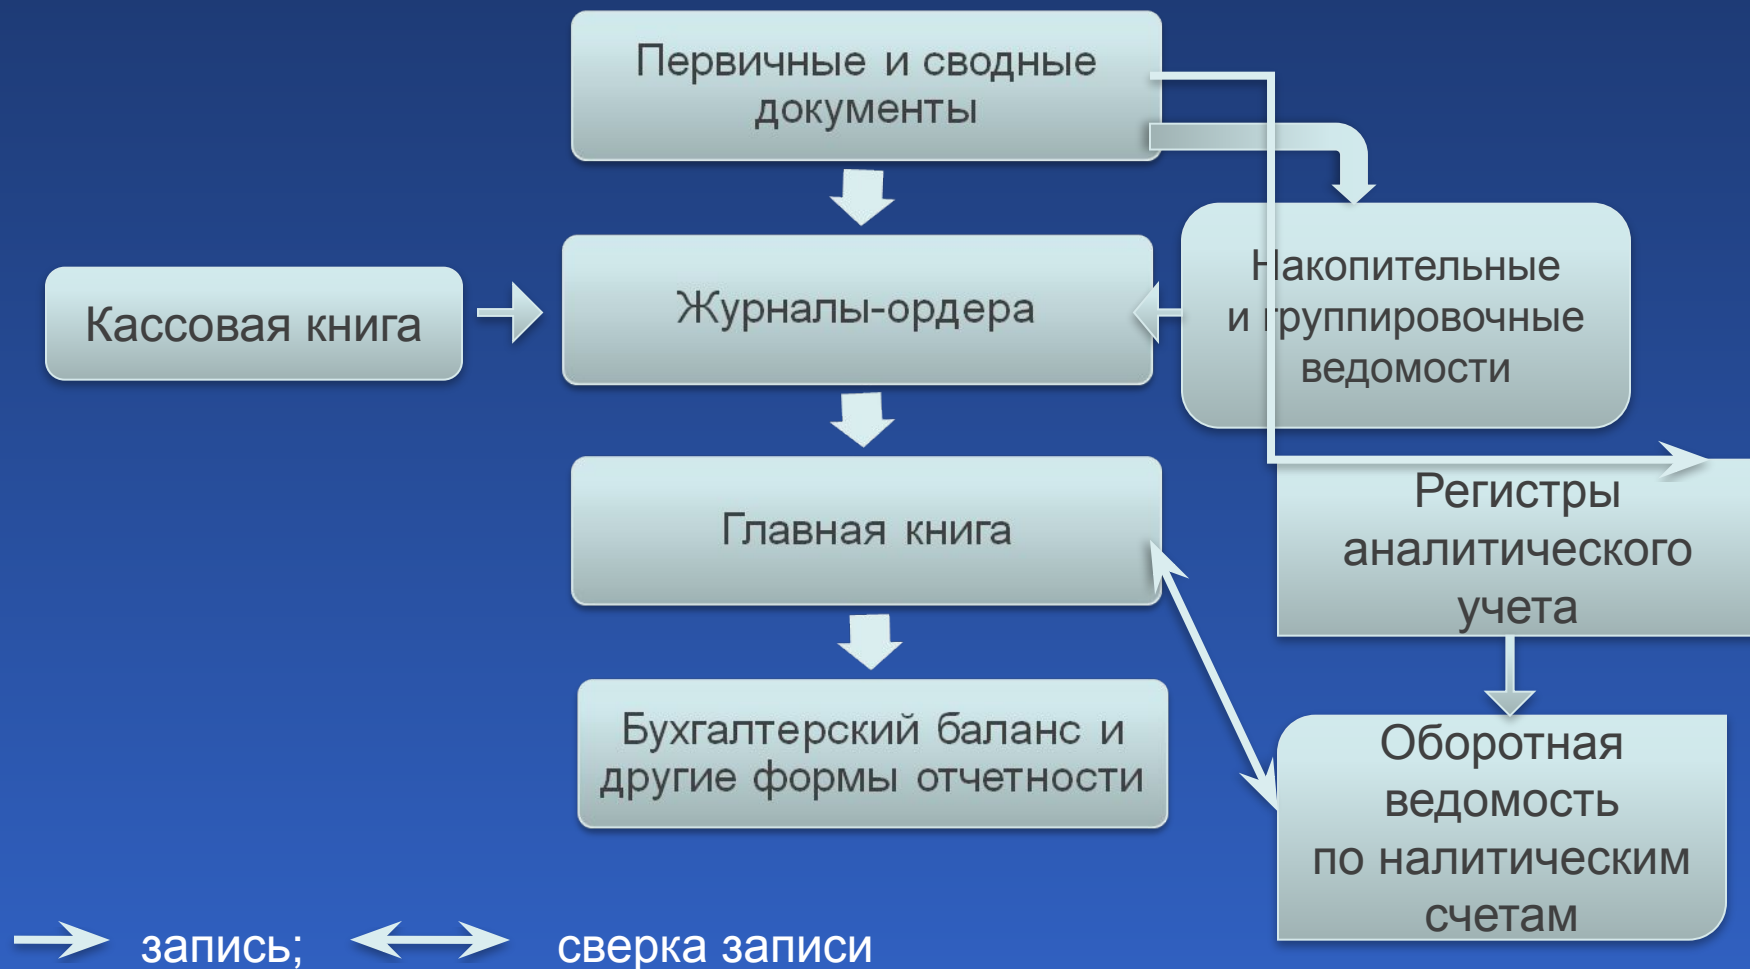 Первичные и сводные
документы
Накопительные
и группировочные
ведомости
Журналы-ордера
Кассовая книга
Главная книга
Регистры
аналитического
учета
Бухгалтерский баланс и
другие формы отчетности
Оборотная
ведомость
по налитическим
счетам
запись;
сверка записи